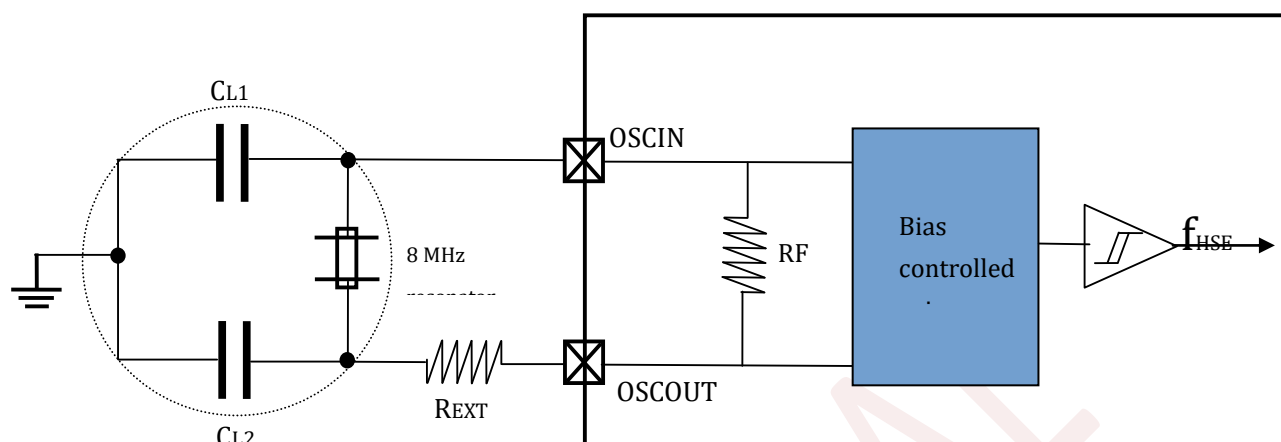 CL1
OSCIN
8 MHz
RF
Bias
controlled
fHSE
REXT
OSCOUT
CL2